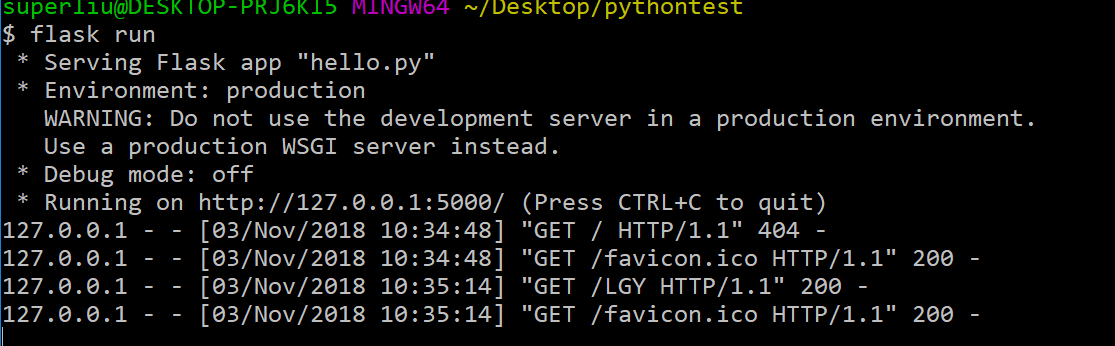 superliu@DESKTOP-PRJ6KI5 MINGW64 ~/Desktop/pythontest
$ flask run
 * Serving Flask app "hello.py"
 * Environment: production
   WARNING: Do not use the development server in a production environment.
   Use a production WSGI server instead.
 * Debug mode: off
 * Running on http://127.0.0.1:5000/ (Press CTRL+C to quit)
127.0.0.1 - - [03/Nov/2018 10:34:48] "GET / HTTP/1.1" 404 -
127.0.0.1 - - [03/Nov/2018 10:34:48] "GET /favicon.ico HTTP/1.1" 200 -
127.0.0.1 - - [03/Nov/2018 10:35:14] "GET /LGY HTTP/1.1" 200 -
127.0.0.1 - - [03/Nov/2018 10:35:14] "GET /favicon.ico HTTP/1.1" 200 -